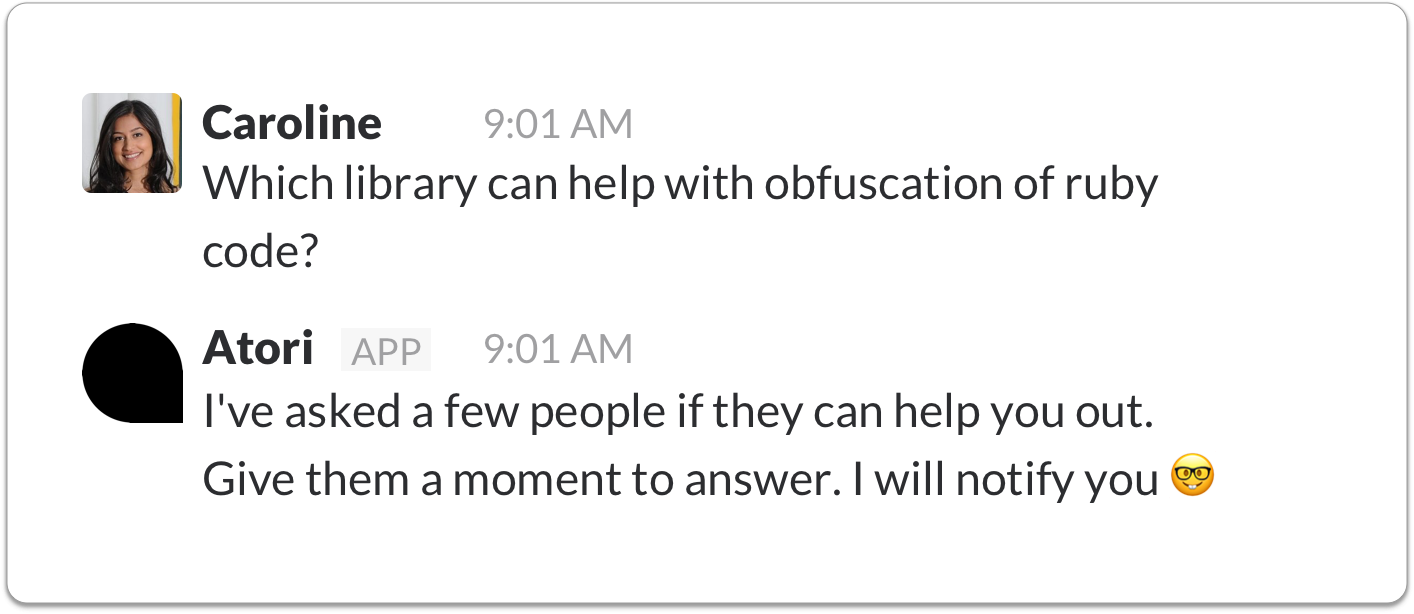 Caroline 9:01 AM
Which library can help with obfuscation of ruby
code?
Atori APP 9:01 AM
I've asked a few people if they can help you out.
Give them a moment to answer. I will notify you 🤓